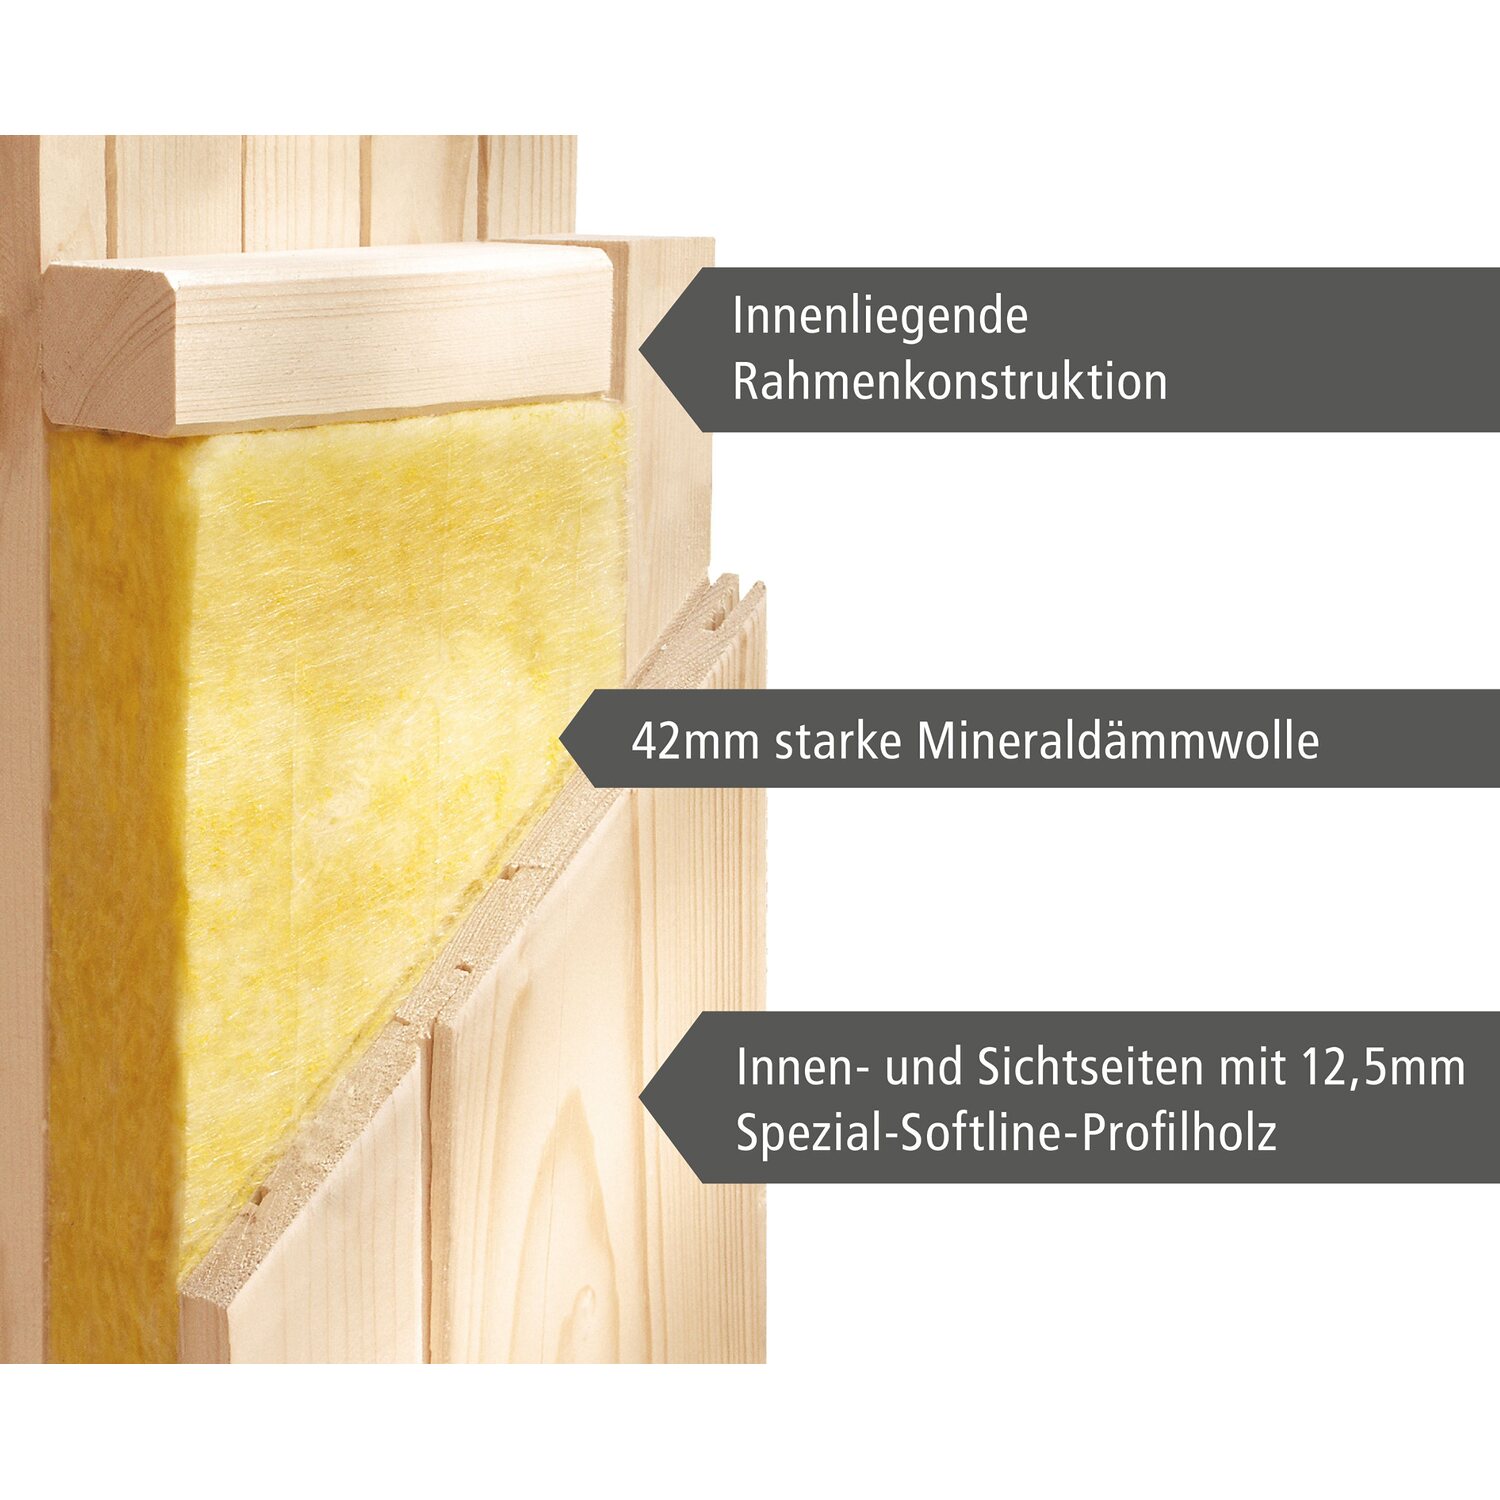 Innenliegende
Rahmenkonstruktion
42mm starke Mineraldämmwolle
Innen- und Sichtseiten mit 12,5mm
Spezial-Softline-Profilholz